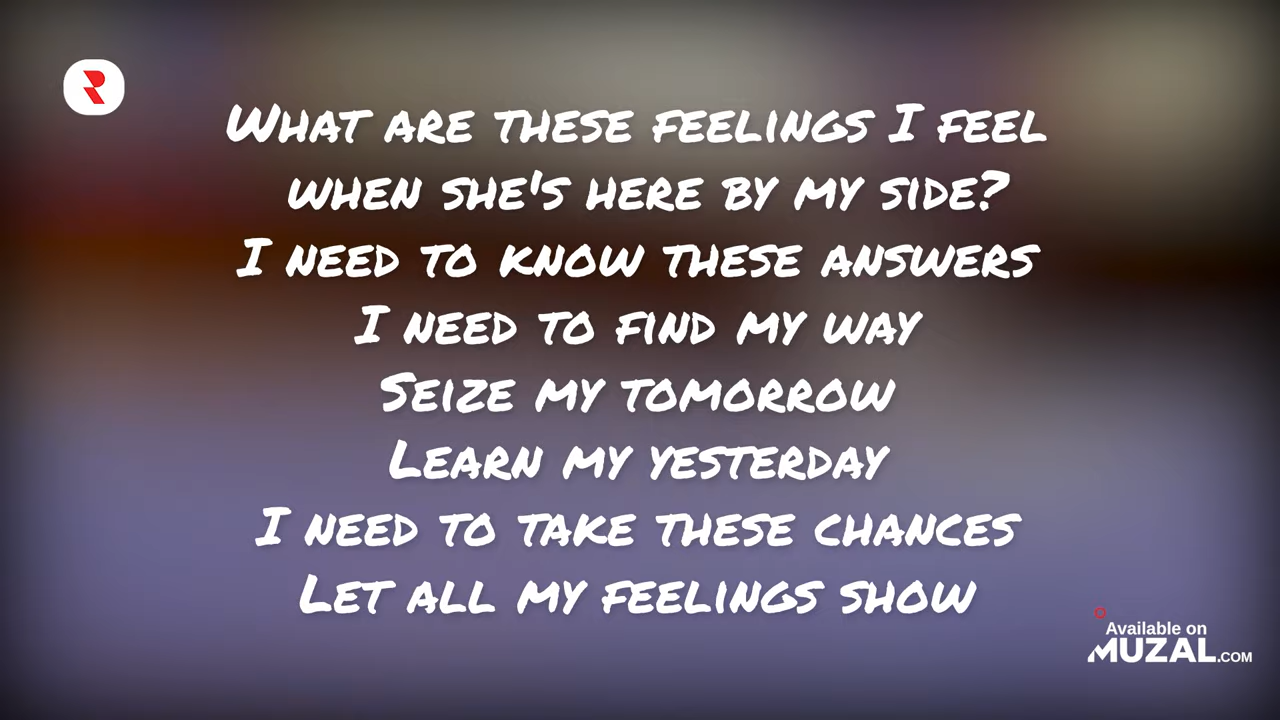 What are these feelings I feel
when she's here by my side?
I need to know these answers
I need to find my way
Seize my tomorrow
Learn my yesterday
I need to take these chances
Let all my feelings show
Available on
MUZAL.COM